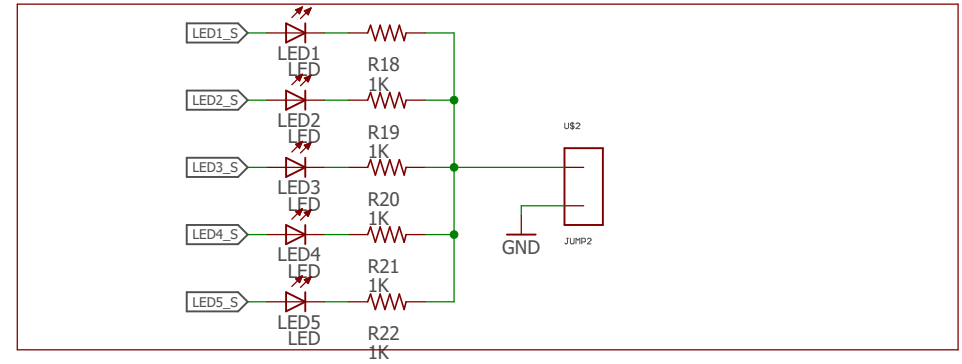 LED1_S
LED1
LED
R18
1K
LED2_S
LED2
LED
R19
1K
U$2
LED3_S
LED3
LED
R20
1K
LED4_S
GND
JUMP2
LED4
LED
R21
1K
LED5_S
LED5
LED
R22
1K